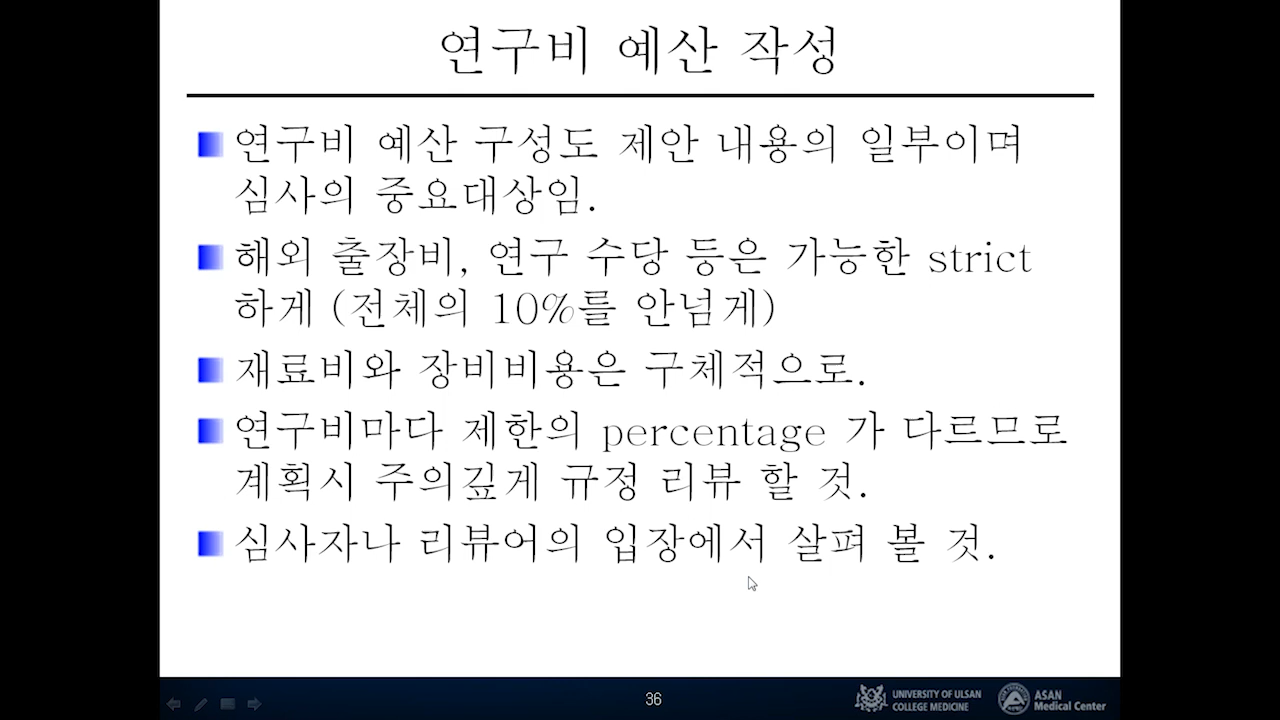 연구비 예산 작성
연구비 예산 구성도 제안 내용의 일부이며
심사의 중요대상임.
해외 출장비, 연구 수당 등은 가능한 strict
하게 (전체의 10%를 안넘게)
재료비와 장비비용은 구체적으로.
연구비마다 제한의 percentage 가 다르므로
계획시 주의깊게 규정 리뷰 할 것.
심사자나 리뷰어의 입장에서 살펴 볼 것.
36
UNIVERSITY OF ULSAN
COLLEGE MEDICINE
ASAN
Medical Center